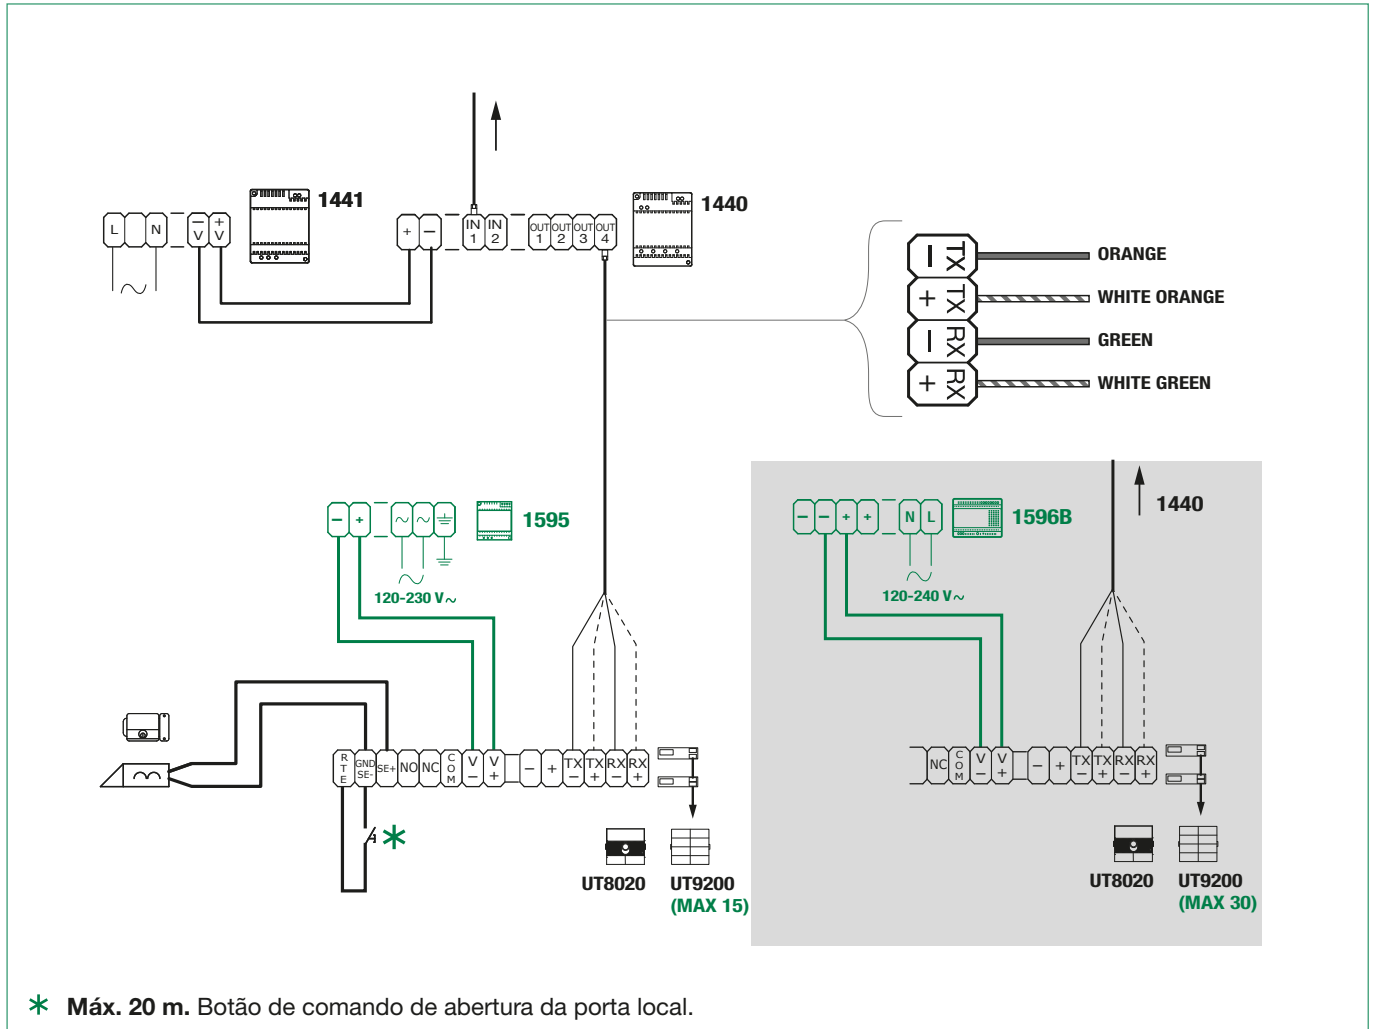 1441
L N − V + V
+ − IN 1 IN 2 OUT 1 OUT 2 OUT 3 OUT 4
1440
− TX ORANGE
+ TX WHITE ORANGE
− RX GREEN
+ RX WHITE GREEN
− + ~ ~
1595
120-230 V~
RTE GND SE- SE+ NO NC COM V − V + − + TX − TX + RX − RX +
UT8020
UT9200
(MAX 15)
1440
− − + + N L
1596B
120-240 V~
NC COM V − V + − + TX − TX + RX − RX +
UT8020
UT9200
(MAX 30)
* Máx. 20 m. Botão de comando de abertura da porta local.